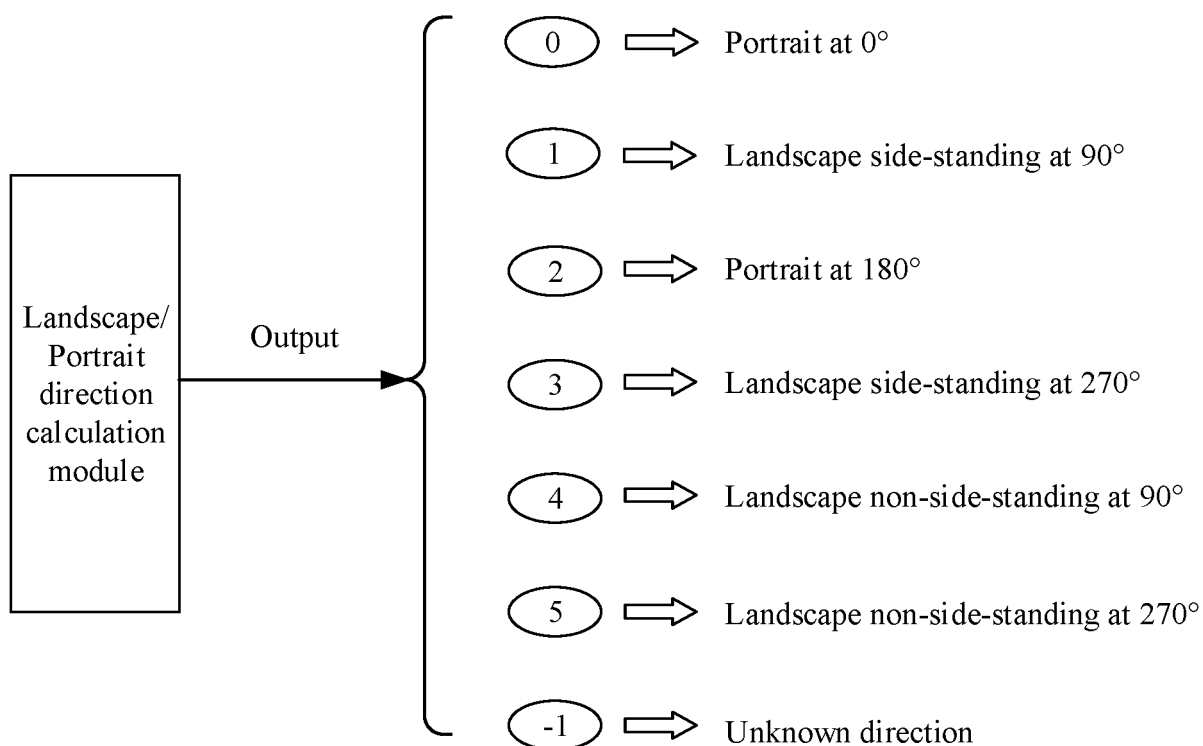 0 Portrait at 0°
1 Landscape side-standing at 90°
2 Portrait at 180°
Landscape/
Portrait
direction
calculation
module
Output
3 Landscape side-standing at 270°
4 Landscape non-side-standing at 90°
5 Landscape non-side-standing at 270°
-1 Unknown direction